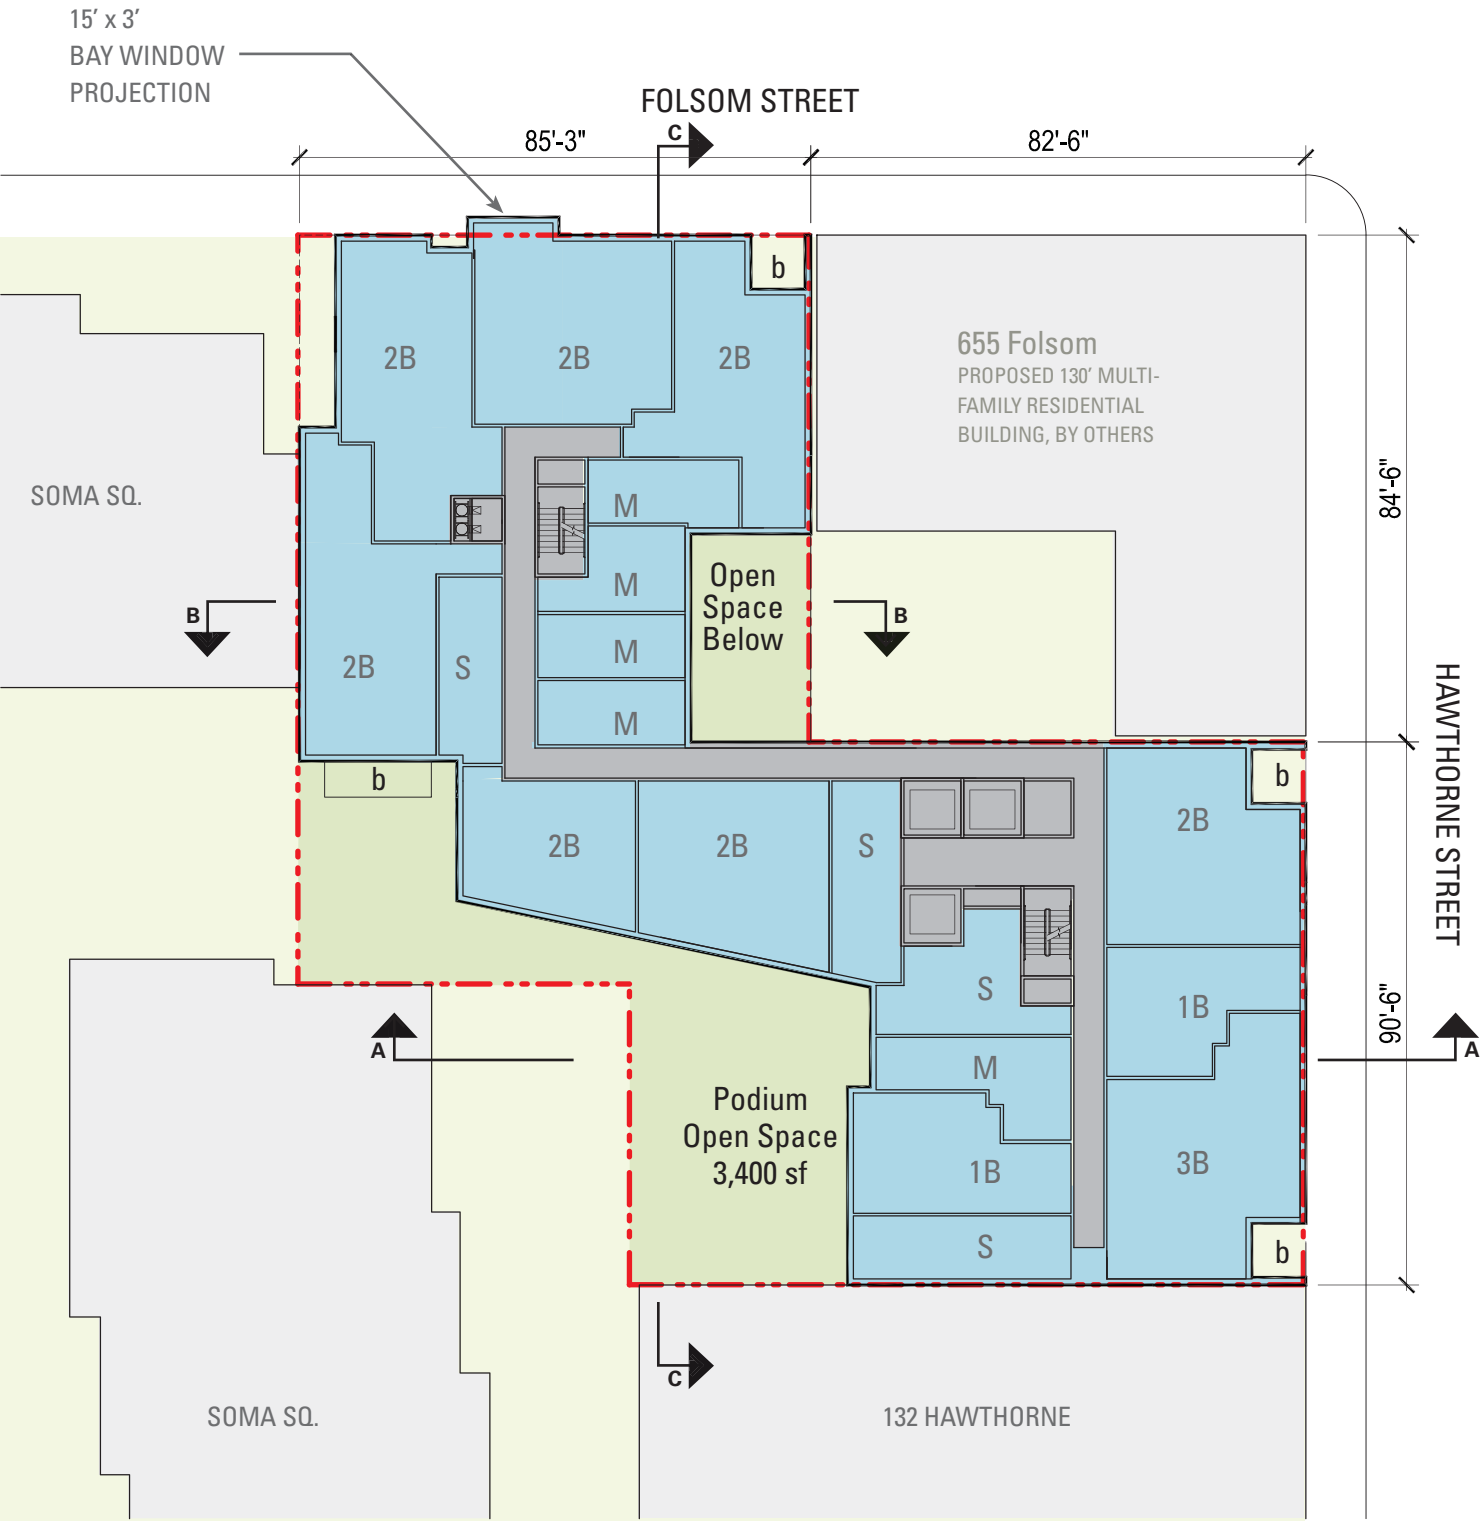 15’ x 3’
BAY WINDOW
PROJECTION
FOLSOM STREET
85'-3"
C
82'-6"
b
2B
2B
2B
655 Folsom
PROPOSED 130’ MULTI-
FAMILY RESIDENTIAL
BUILDING, BY OTHERS
SOMA SQ.
M
84'-6"
Open
Space
Below
M
B
B
2B
S
M
M
HAWTHORNE STREET
b
b
2B
2B
2B
S
S
1B
90'-6"
A
A
M
Podium
Open Space
3,400 sf
1B
3B
S
b
C
SOMA SQ.
132 HAWTHORNE